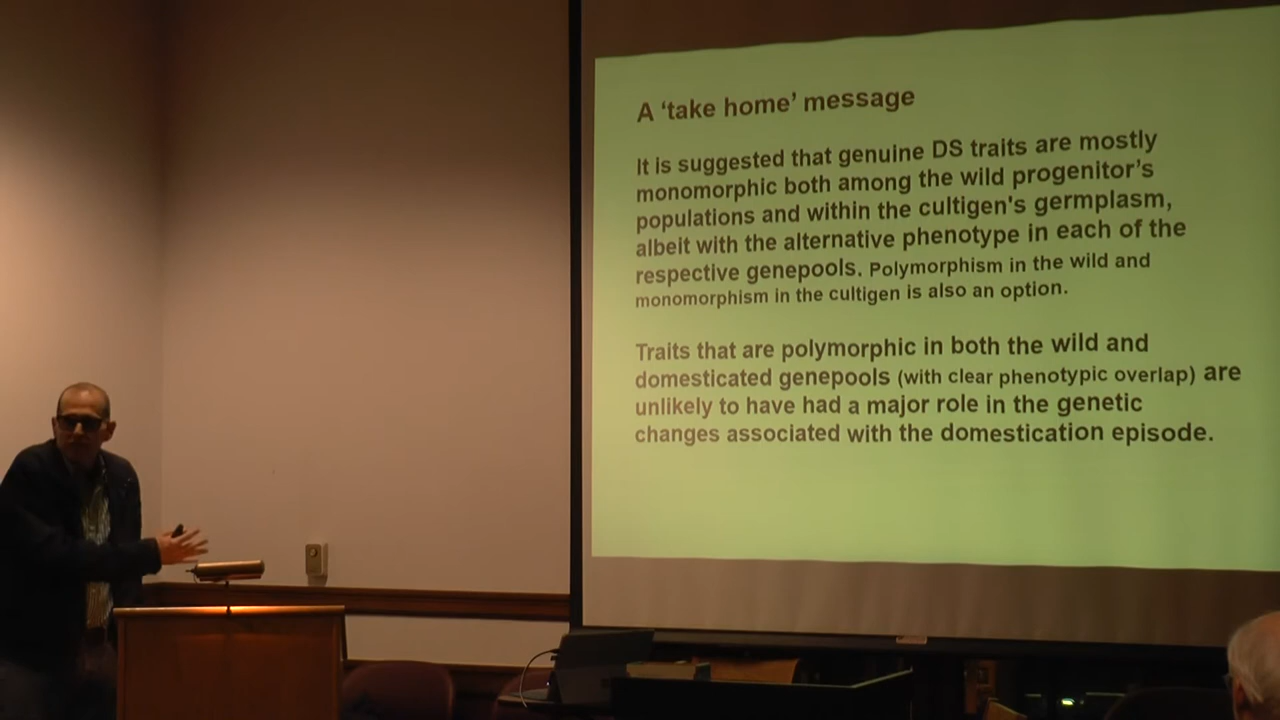 A ‘take home’ message
It is suggested that genuine DS traits are mostly
monomorphic both among the wild progenitor’s
populations and within the cultigen's germplasm,
albeit with the alternative phenotype in each of the
respective genepools. Polymorphism in the wild and
monomorphism in the cultigen is also an option.
Traits that are polymorphic in both the wild and
domesticated genepools (with clear phenotypic overlap) are
unlikely to have had a major role in the genetic
changes associated with the domestication episode.